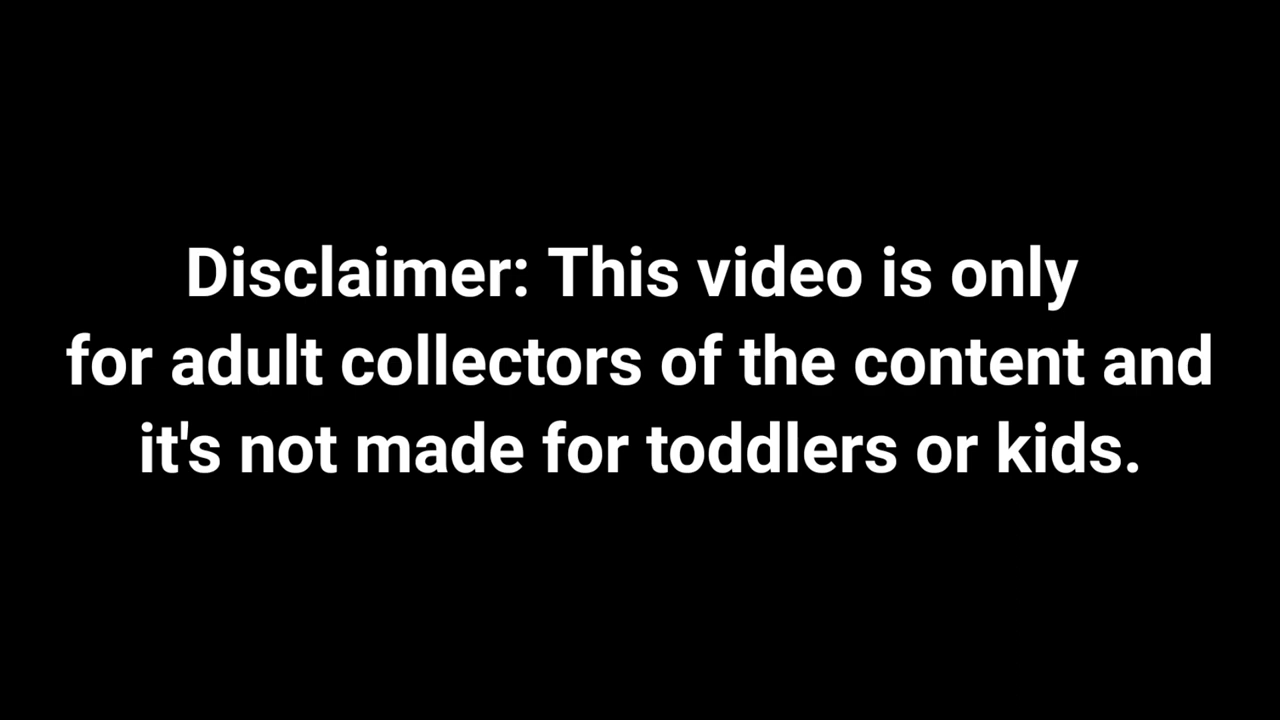 Disclaimer: This video is only
for adult collectors of the content and
it's not made for toddlers or kids.